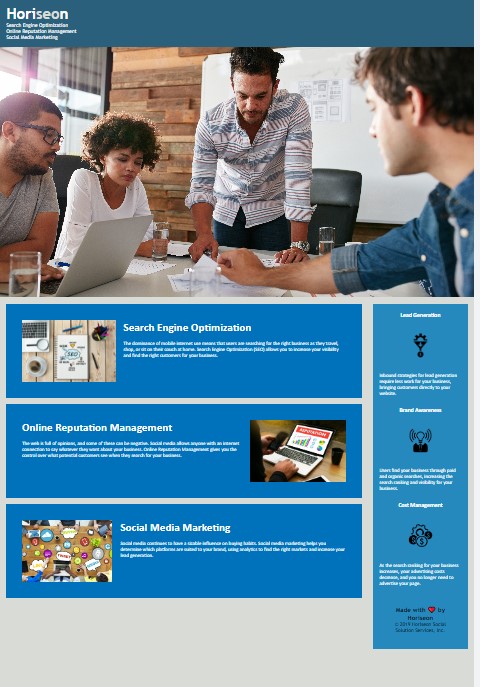 Horiseon
Search Engine Optimization
Online Reputation Management
Social Media Marketing
Search Engine Optimization
The dominance of mobile internet use means that users are searching for the right business as they travel,
shop, or sit on their couch at home. Search Engine Optimization (SEO) allows you to increase your visibility
and find the right customers for your business.
SEO
Online Reputation Management
The web is full of opinions, and some of these can be negative. Social media allows anyone with an internet
connection to say whatever they want about your business. Online Reputation Management gives you the
control over what potential customers see when they search for your business.
REPUTATION
Social Media Marketing
Social media continues to have a sizable influence on buying habits. Social media marketing helps you
determine which platforms are suited to your brand, using analytics to find the right markets and increase your
lead generation.
Lead Generation
Inbound strategies for lead generation
require less work for your business,
bringing customers directly to your
website.
Brand Awareness
Users find your business through paid
and organic searches, increasing the
search ranking and visibility for your
business.
Cost Management
As the search ranking for your business
increases, your advertising costs
decrease, and you no longer need to
advertise your page.
Made with ❤ by
Horiseon
© 2019 Horiseon Social
Solution Services, Inc.